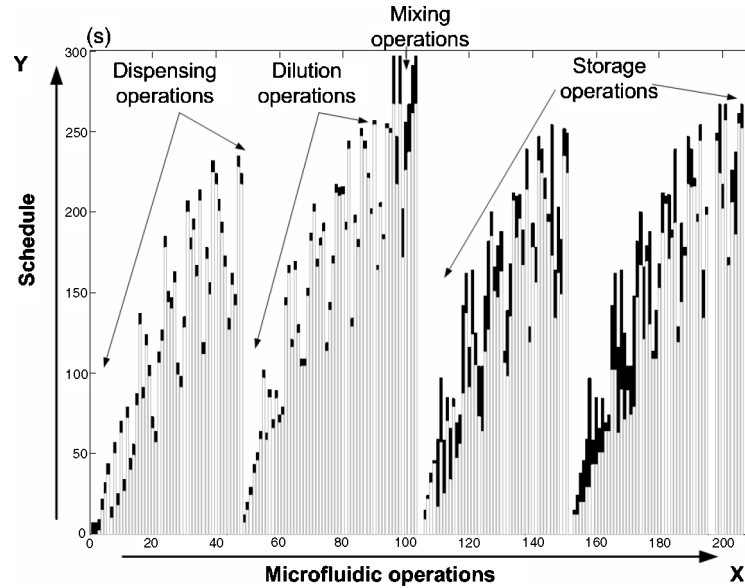 Mixing
operations
(s)
Y
Dispensing
operations
Dilution
operations
Storage
operations
300
250
200
150
100
50
0
Schedule
0 20 40 60 80 100 120 140 160 180 200
Microfluidic operations
X